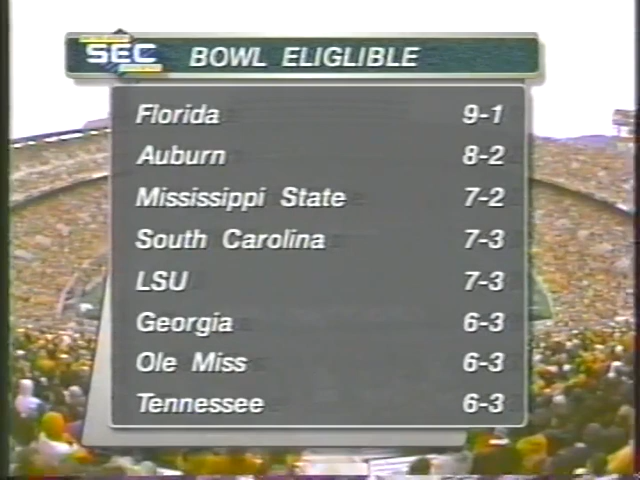 SEC BOWL ELIGLIBLE
Florida 9-1
Auburn 8-2
Mississippi State 7-2
South Carolina 7-3
LSU 7-3
Georgia 6-3
Ole Miss 6-3
Tennessee 6-3